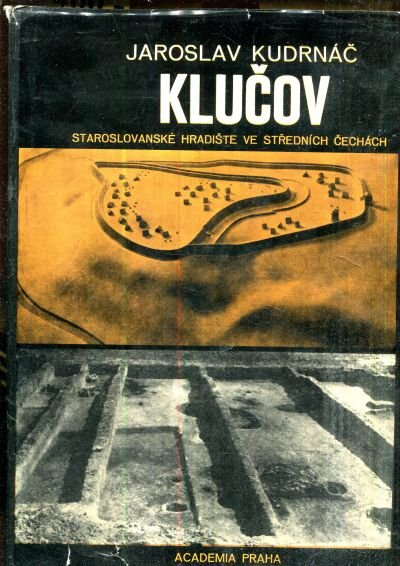 JAROSLAV KUDRNÁČ
KLUČOV
STAROSLOVANSKÉ HRADIŠTE VE STŘEDNÍCH ČECHÁCH
ACADEMIA PRAHA